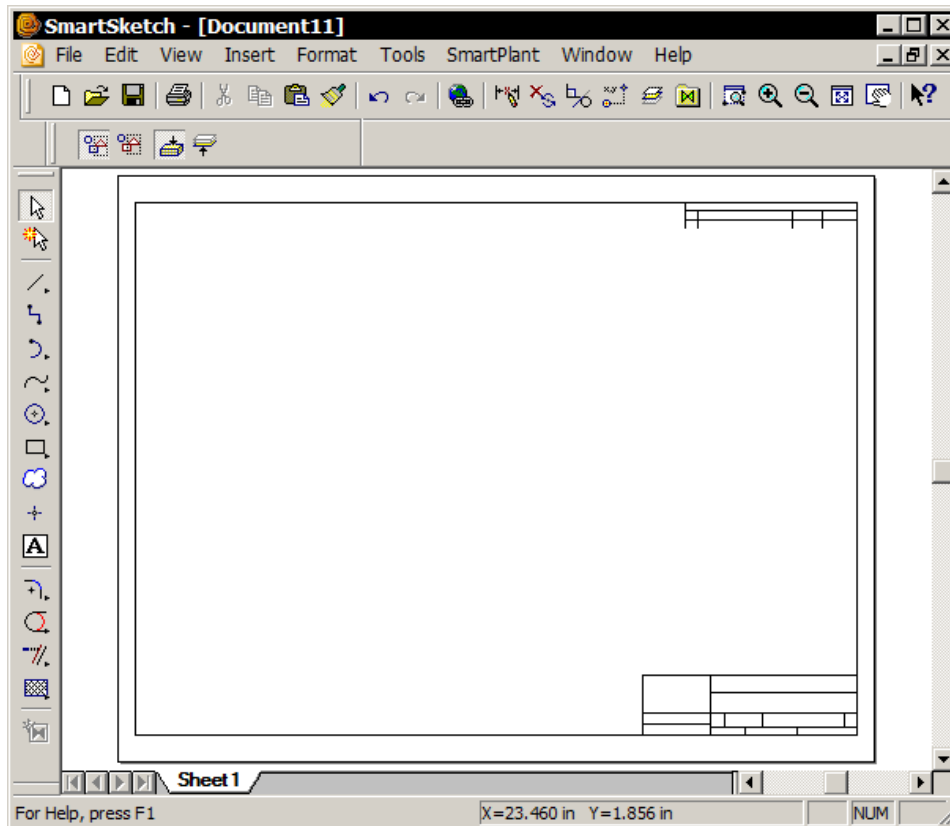 SmartSketch - [Document11]
File Edit View Insert Format Tools SmartPlant Window Help
A
Sheet1
For Help, press F1 X=23.460 in Y=1.856 in NUM